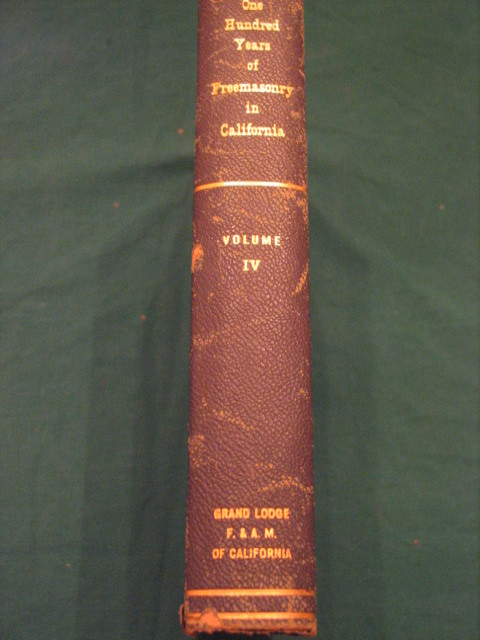 One
Hundred
Years
of
Freemasonry
in
California
VOLUME
IV
GRAND LODGE
F. & A. M.
OF CALIFORNIA